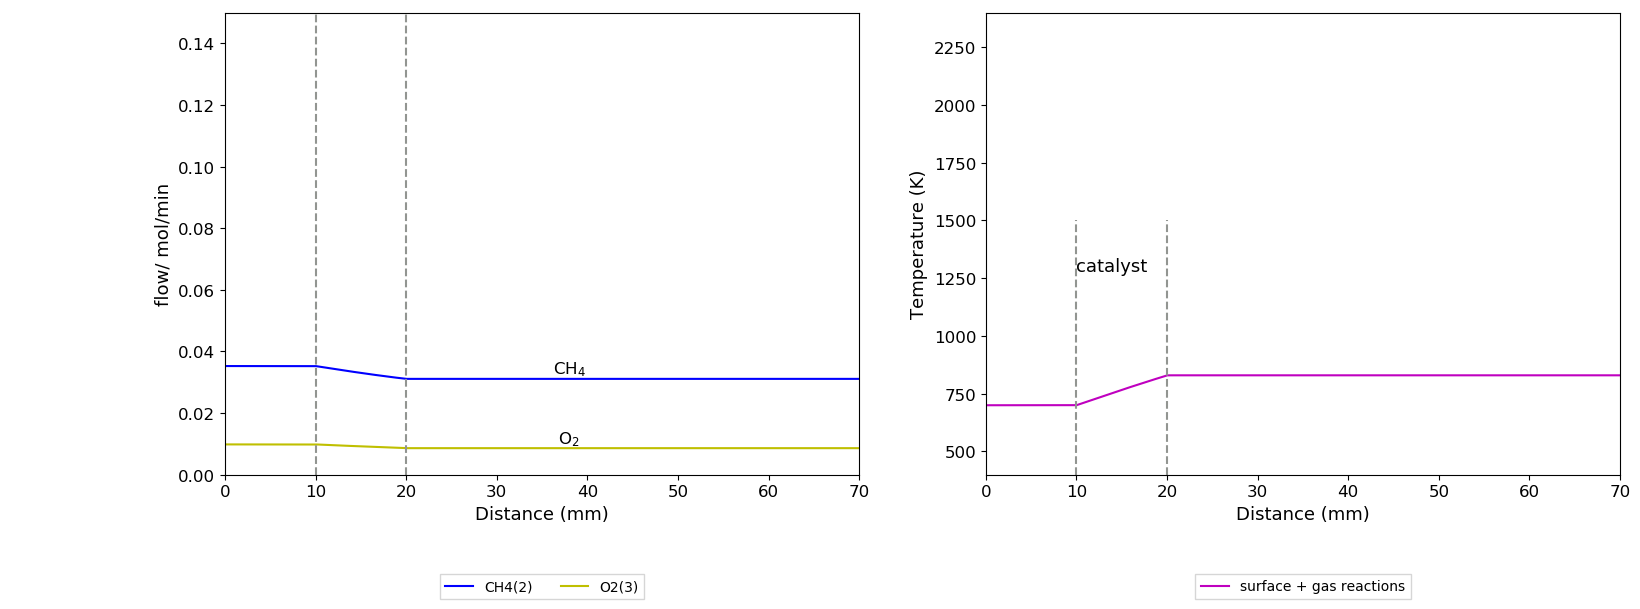 0.14
0.12
0.10
0.08
0.06
0.04
0.02
0.00
flow/ mol/min
CH₄
O₂
0 10 20 30 40 50 60 70
Distance (mm)
CH4(2) O2(3)
2250
2000
1750
1500
1250
1000
750
500
Temperature (K)
catalyst
0 10 20 30 40 50 60 70
Distance (mm)
surface + gas reactions